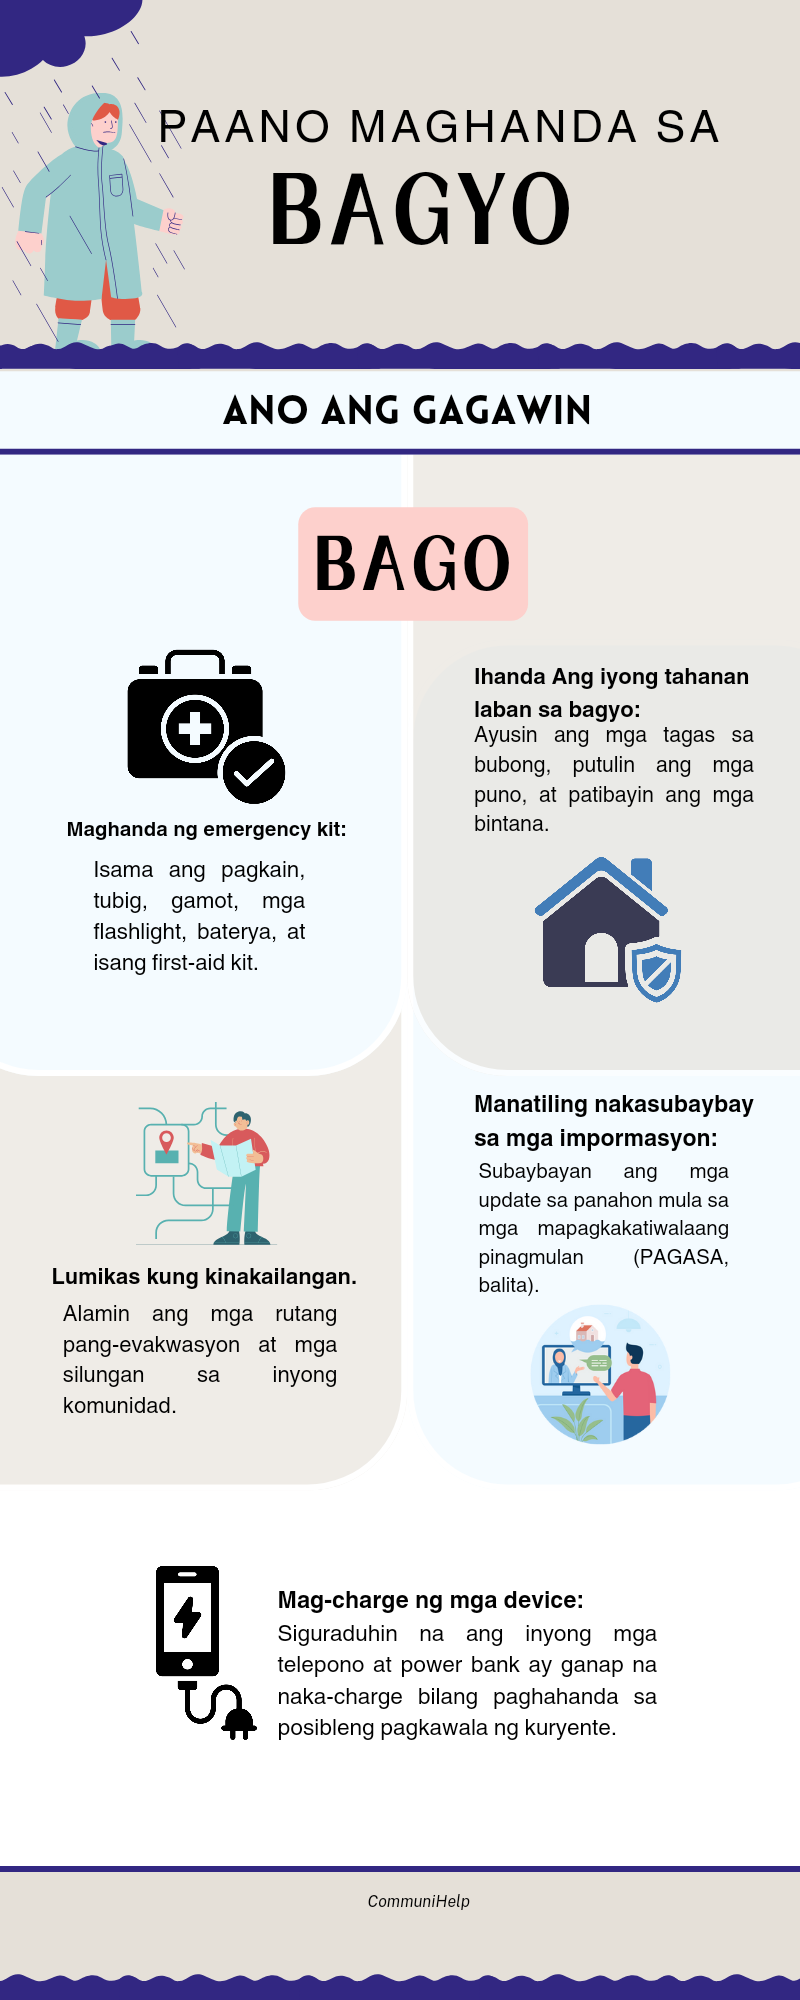 PAANO MAGHANDA SA
BAGYO
ANO ANG GAGAWIN
BAGO
Maghanda ng emergency kit:
Isama ang pagkain,
tubig, gamot, mga
flashlight, baterya, at
isang first-aid kit.
Ihanda Ang iyong tahanan
laban sa bagyo:
Ayusin ang mga tagas sa
bubong, putulin ang mga
puno, at patibayin ang mga
bintana.
Lumikas kung kinakailangan.
Alamin ang mga rutang
pang-evakwasyon at mga
silungan sa inyong
komunidad.
Manatiling nakasubaybay
sa mga impormasyon:
Subaybayan ang mga
update sa panahon mula sa
mga mapagkakatiwalaang
pinagmulan (PAGASA,
balita).
Mag-charge ng mga device:
Siguraduhin na ang inyong mga
telepono at power bank ay ganap na
naka-charge bilang paghahanda sa
posibleng pagkawala ng kuryente.
CommuniHelp